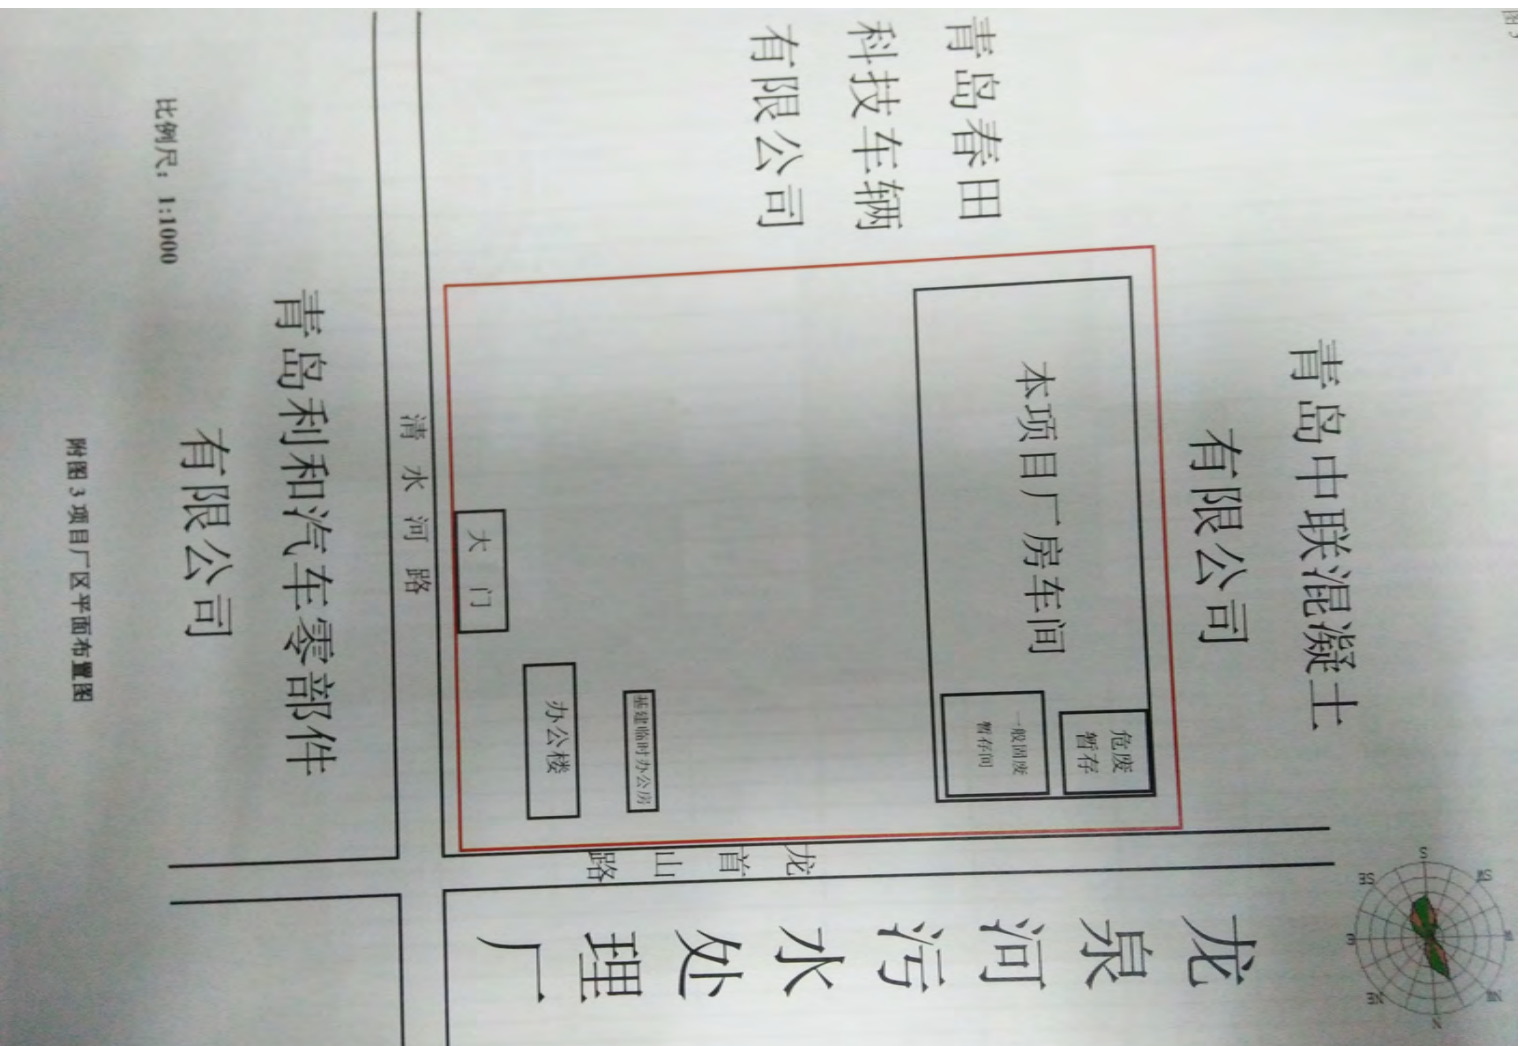 青岛中联混凝土
有限公司
青岛春田
科技车辆
有限公司
本项目厂房车间
危废
暂存
一般固废
暂存间
基建临时办公房
办公楼
大门
龙首山路
龙泉河污水处理厂
清水河路
青岛利和汽车零部件
有限公司
比例尺：1:1000
附图3项目厂区平面布置图
S
SE
N